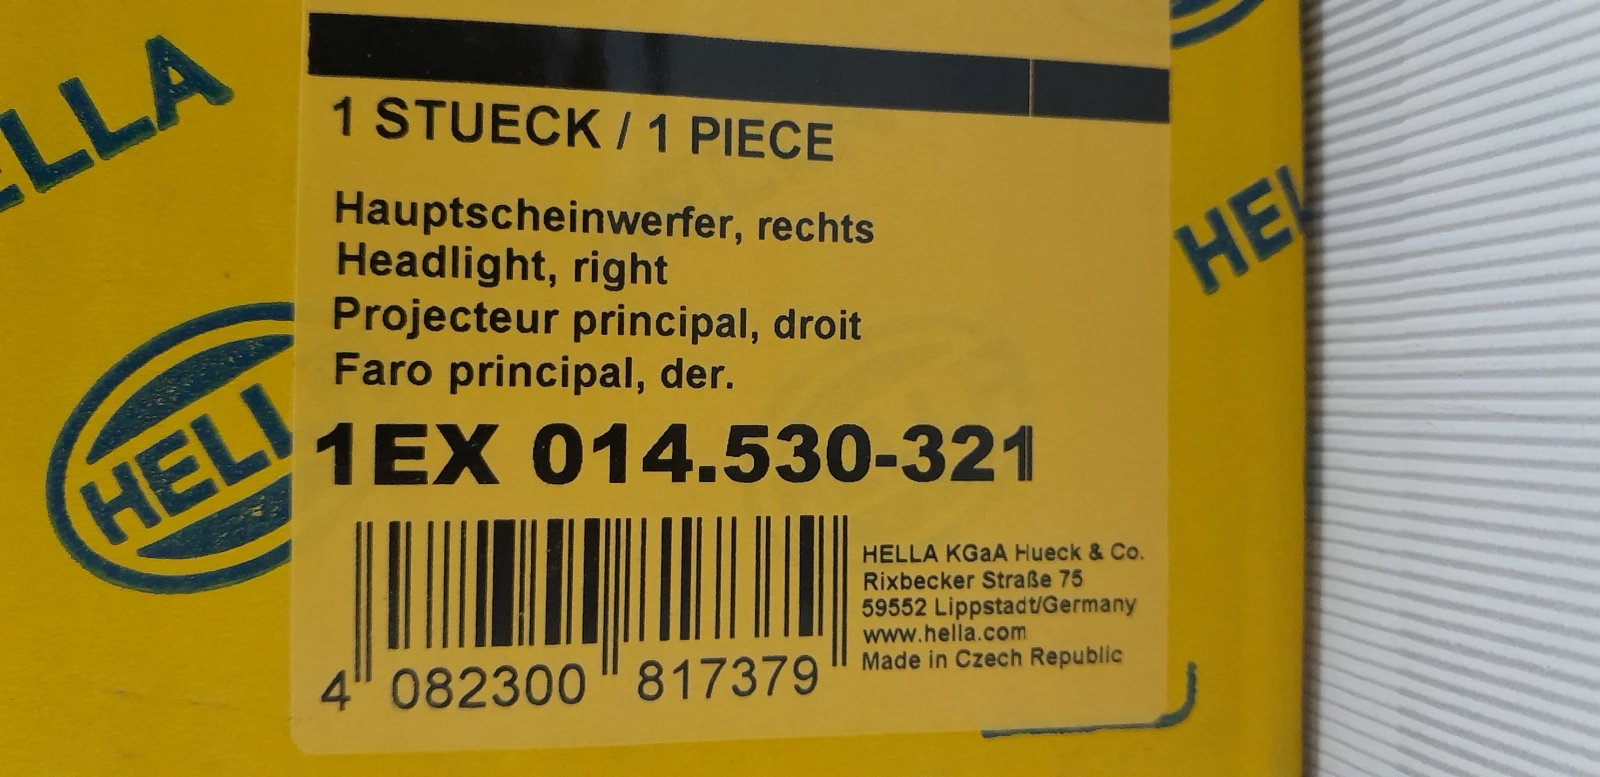 ELLA
1 STUECK / 1 PIECE
Hauptscheinwerfer, rechts
Headlight, right
Projecteur principal, droit
Faro principal, der.
1EX 014.530-321
HELL
HEL
4 082300 817379
HELLA KGaA Hueck & Co.
Rixbecker Straße 75
59552 Lippstadt/Germany
www.hella.com
Made in Czech Republic